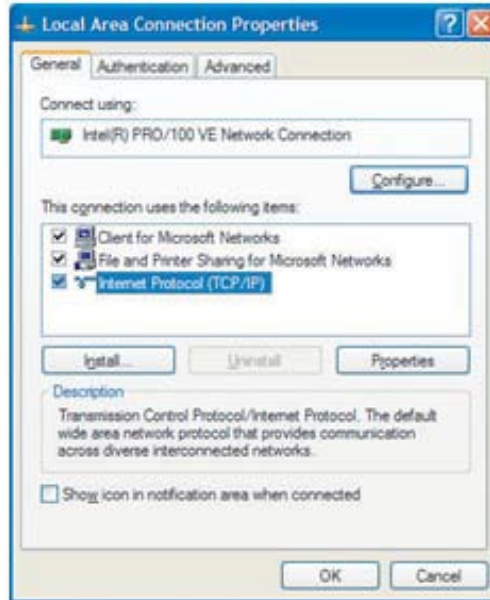 Local Area Connection Properties
General Authentication Advanced
Connect using:
Intel(R) PRO/100 VE Network Connection
Configure...
This connection uses the following items:
Client for Microsoft Networks
File and Printer Sharing for Microsoft Networks
Internet Protocol (TCP/IP)
Install... Uninstall Properties
Description
Transmission Control Protocol/Internet Protocol. The default
wide area network protocol that provides communication
across diverse interconnected networks.
Show icon in notification area when connected
OK Cancel